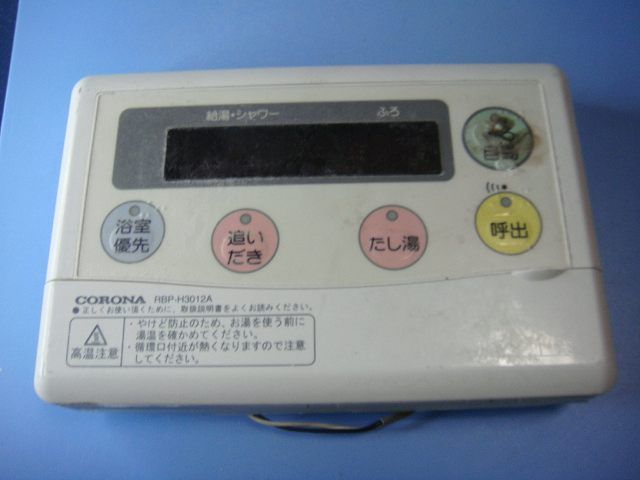 給湯・シャワー ふろ
自動
浴室
優先
追い
だき
たし湯
呼出
CORONA RBP-H3012A
●正しくお使い頂くために、取扱説明書をよくお読みください。
高温注意
・やけど防止のため、お湯を使う前に
湯温を確かめてください。
・循環口付近が熱くなりますので注意
してください。